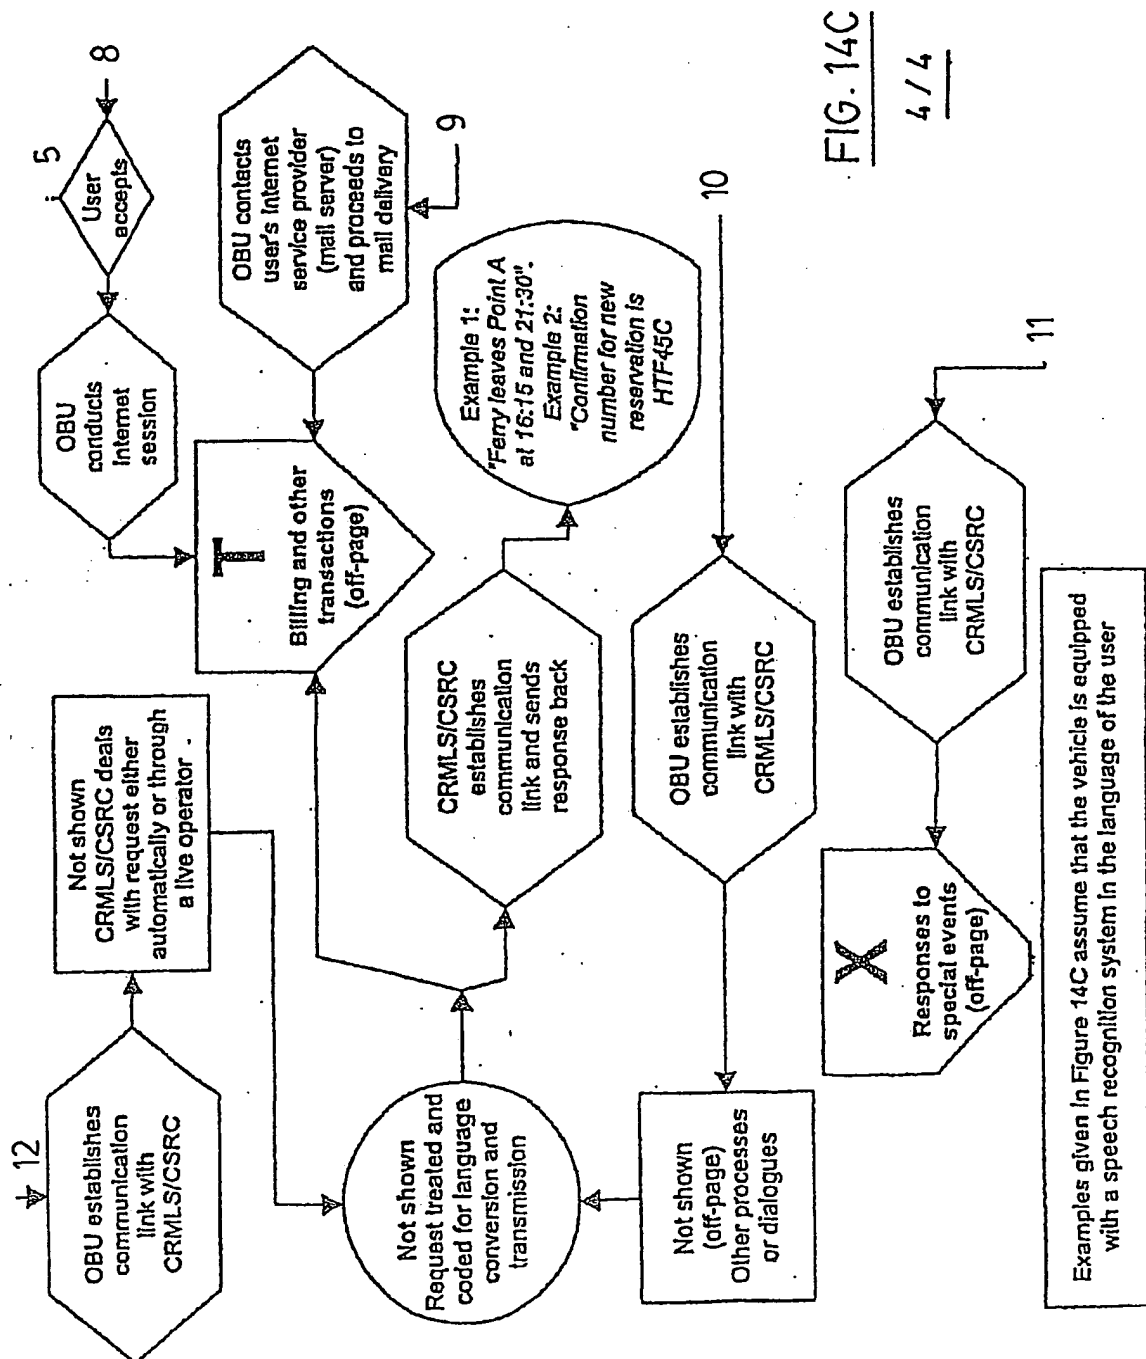 12
OBU establishes
communication
link with
CRMLS/CSRC
Not shown
CRMLS/CSRC deals
with request either
automatically or through
a live operator .
Not shown
Request treated and
coded for language
conversion and
transmission
Not shown
(off-page)
Other processes
or dialogues
5
8
User
accepts
OBU
conducts
Internet
session
T
Billing and other
transactions
(off-page)
OBU contacts
user's Internet
service provider
(mail server)
and proceeds to
mail delivery
9
CRMLS/CSRC
establishes
communication
link and sends
response back
Example 1:
"Ferry leaves Point A
at 16:15 and 21:30".
Example 2:
"Confirmation
number for new
reservation is
HTF45C
10
OBU establishes
communication
link with
CRMLS/CSRC
11
OBU establishes
communication
link with
CRMLS/CSRC
X
Responses to
special events
(off-page)
Examples given in Figure 14C assume that the vehicle is equipped
with a speech recognition system in the language of the user
FIG. 14C
4/4